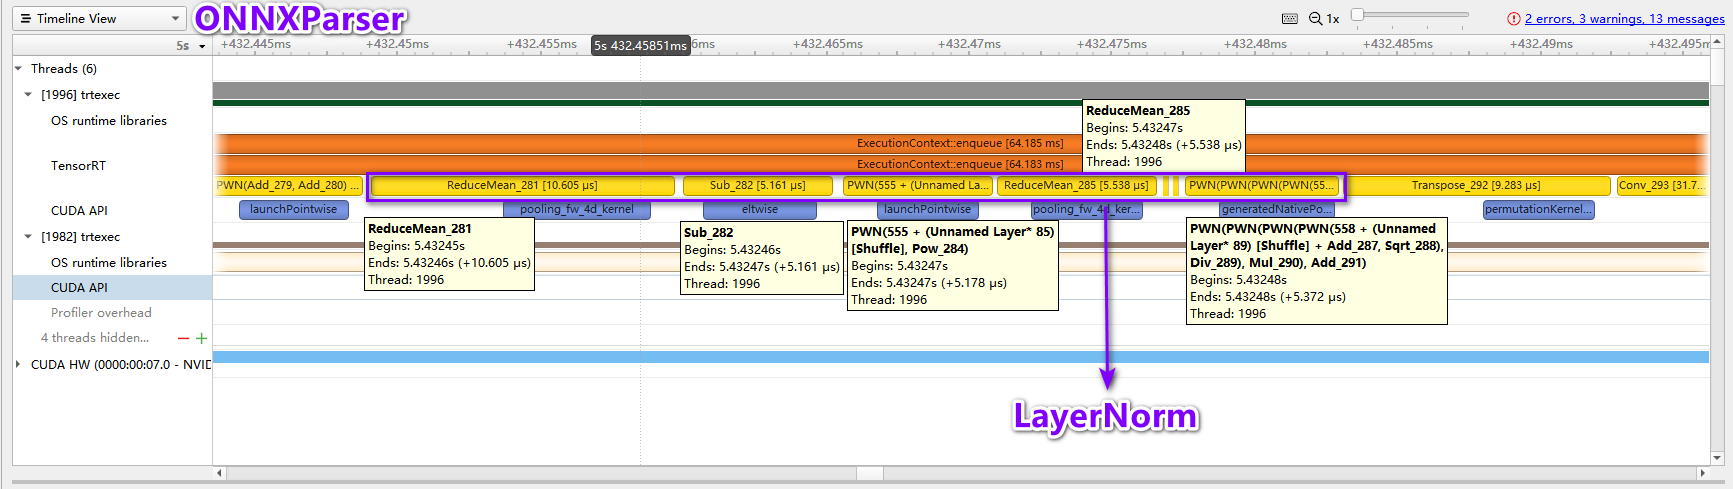 Timeline View
ONNXParser
1x
2 errors, 3 warnings, 13 messages
5s
+432.445ms
+432.45ms
+432.455ms
5s 432.45851ms
6ms
+432.465ms
+432.47ms
+432.475ms
+432.48ms
+432.485ms
+432.49ms
+432.495m
Threads (6)
[1996] trtexec
OS runtime libraries
TensorRT
ExecutionContext::enqueue [64.185 ms]
ExecutionContext::enqueue [64.183 ms]
PWN(Add_279, Add_280) ...
ReduceMean_281 [10.605 µs]
Sub_282 [5.161 µs]
PWN(555 + (Unnamed La...
ReduceMean_285 [5.538 µs]
PWN(PWN(PWN(PWN(55...
Transpose_292 [9.283 µs]
Conv_293 [31.7...
CUDA API
launchPointwise
pooling_fw_4d_kernel
eltwise
launchPointwise
pooling_fw_4d_ker...
generatedNativePo...
permutationKernel...
ReduceMean_285
Begins: 5.43247s
Ends: 5.43248s (+5.538 µs)
Thread: 1996
ReduceMean_281
Begins: 5.43245s
Ends: 5.43246s (+10.605 µs)
Thread: 1996
Sub_282
Begins: 5.43246s
Ends: 5.43247s (+5.161 µs)
Thread: 1996
PWN(555 + (Unnamed Layer* 85)
[Shuffle], Pow_284)
Begins: 5.43247s
Ends: 5.43247s (+5.178 µs)
Thread: 1996
PWN(PWN(PWN(PWN(558 + (Unnamed
Layer* 89) [Shuffle] + Add_287, Sqrt_288),
Div_289), Mul_290), Add_291)
Begins: 5.43248s
Ends: 5.43248s (+5.372 µs)
Thread: 1996
[1982] trtexec
OS runtime libraries
CUDA API
Profiler overhead
4 threads hidden...
CUDA HW (0000:00:07.0 - NVID
LayerNorm